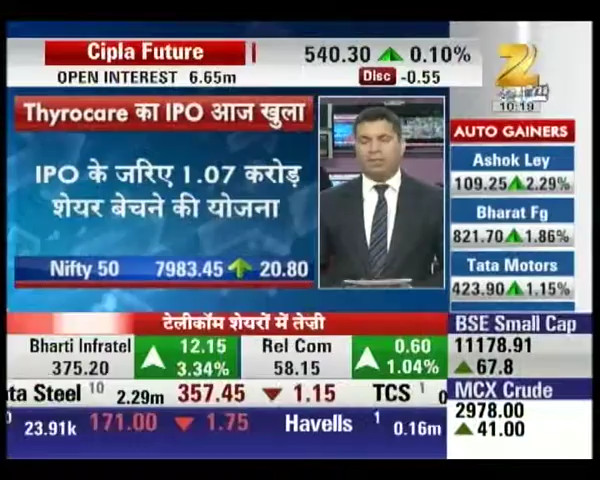 Cipla Future
OPEN INTEREST 6.65m
540.30 0.10%
Disc -0.55
10:19
Thyrocare का IPO आज खुला
IPO के जरिए 1.07 करोड़
शेयर बेचने की योजना
Nifty 50 7983.45 20.80
AUTO GAINERS
Ashok Ley
109.25 2.29%
Bharat Fg
821.70 1.86%
Tata Motors
423.90 1.15%
टेलीकॉम शेयरों में तेज़ी
Bharti Infratel 12.15
375.20 3.34%
Rel Com 0.60
58.15 1.04%
BSE Small Cap
11178.91
67.8
ta Steel 10 2.29m 357.45 1.15 TCS 1 0
23.91k 171.00 1.75 Havells 1 0.16m
MCX Crude
2978.00
41.00